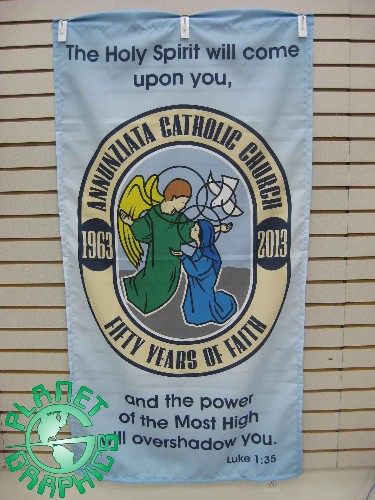 The Holy Spirit will come
upon you,
ANNUNZIATA CATHOLIC CHURCH
1963
2013
FIFTY YEARS OF FAITH
and the power
of the Most High
overshadow you.
Luke 1:35
PLANET
GRAPHICS